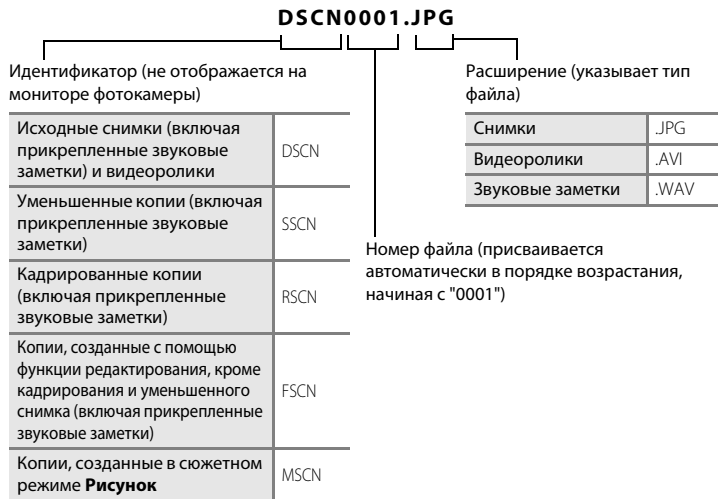 DSCN0001.JPG
Идентификатор (не отображается на
мониторе фотокамеры)
Исходные снимки (включая
прикрепленные звуковые
заметки) и видеоролики
DSCN
Уменьшенные копии (включая
прикрепленные звуковые
заметки)
SSCN
Кадрированные копии
(включая прикрепленные
звуковые заметки)
RSCN
Копии, созданные с помощью
функции редактирования, кроме
кадрирования и уменьшенного
снимка (включая прикрепленные
звуковые заметки)
FSCN
Копии, созданные в сюжетном
режиме Рисунок
MSCN
Расширение (указывает тип
файла)
Снимки .JPG
Видеоролики .AVI
Звуковые заметки .WAV
Номер файла (присваивается
автоматически в порядке возрастания,
начиная с "0001")